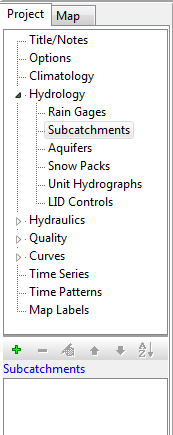 Project Map
Title/Notes
Options
Climatology
Hydrology
Rain Gages
Subcatchments
Aquifers
Snow Packs
Unit Hydrographs
LID Controls
Hydraulics
Quality
Curves
Time Series
Time Patterns
Map Labels
A Z
Subcatchments